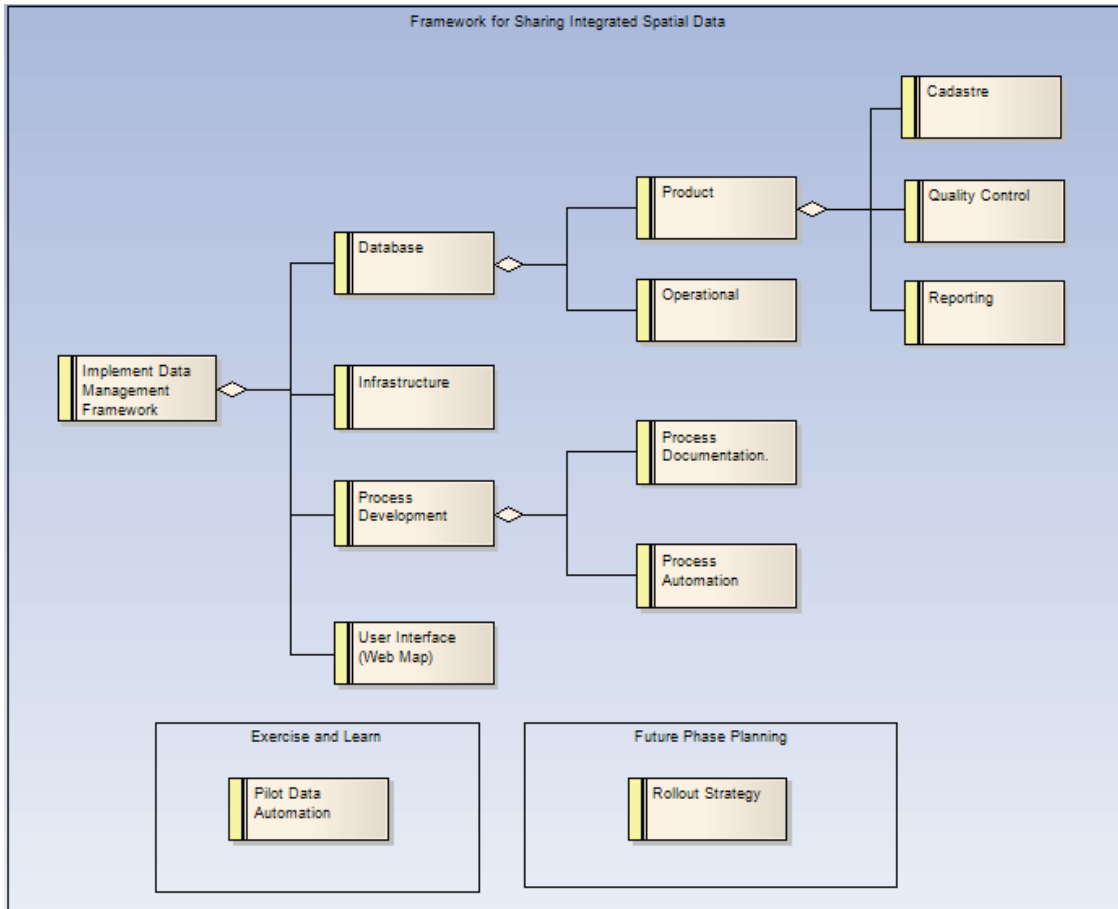 Framework for Sharing Integrated Spatial Data
Cadastre
Product
Quality Control
Database
Operational
Reporting
Implement Data
Management
Framework
Infrastructure
Process
Documentation.
Process
Development
Process
Automation
User Interface
(Web Map)
Exercise and Learn
Pilot Data
Automation
Future Phase Planning
Rollout Strategy